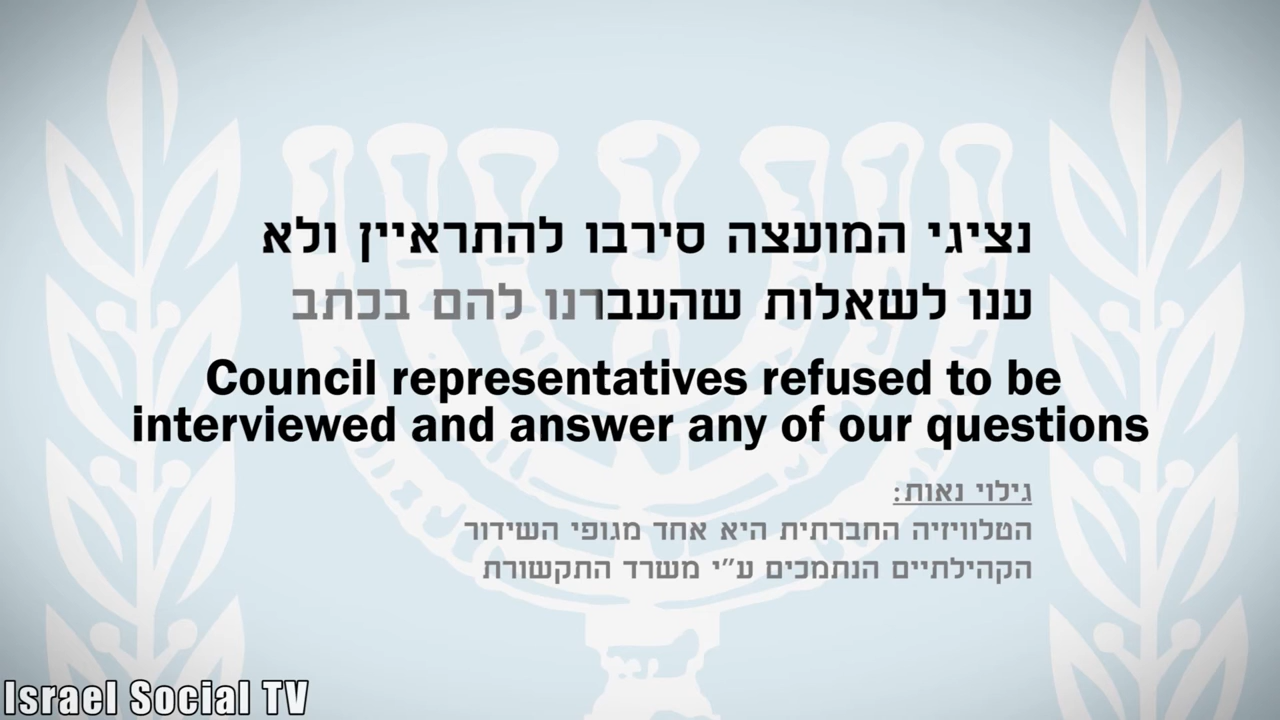 נציגי המועצה סירבו להתראיין ולא
ענו לשאלות שהעברנו להם בכתב
Council representatives refused to be
interviewed and answer any of our questions
גילוי נאות:
הטלוויזיה החברתית היא אחד מגופי השידור
הקהילתיים הנתמכים ע"י משרד התקשורת
Israel Social TV